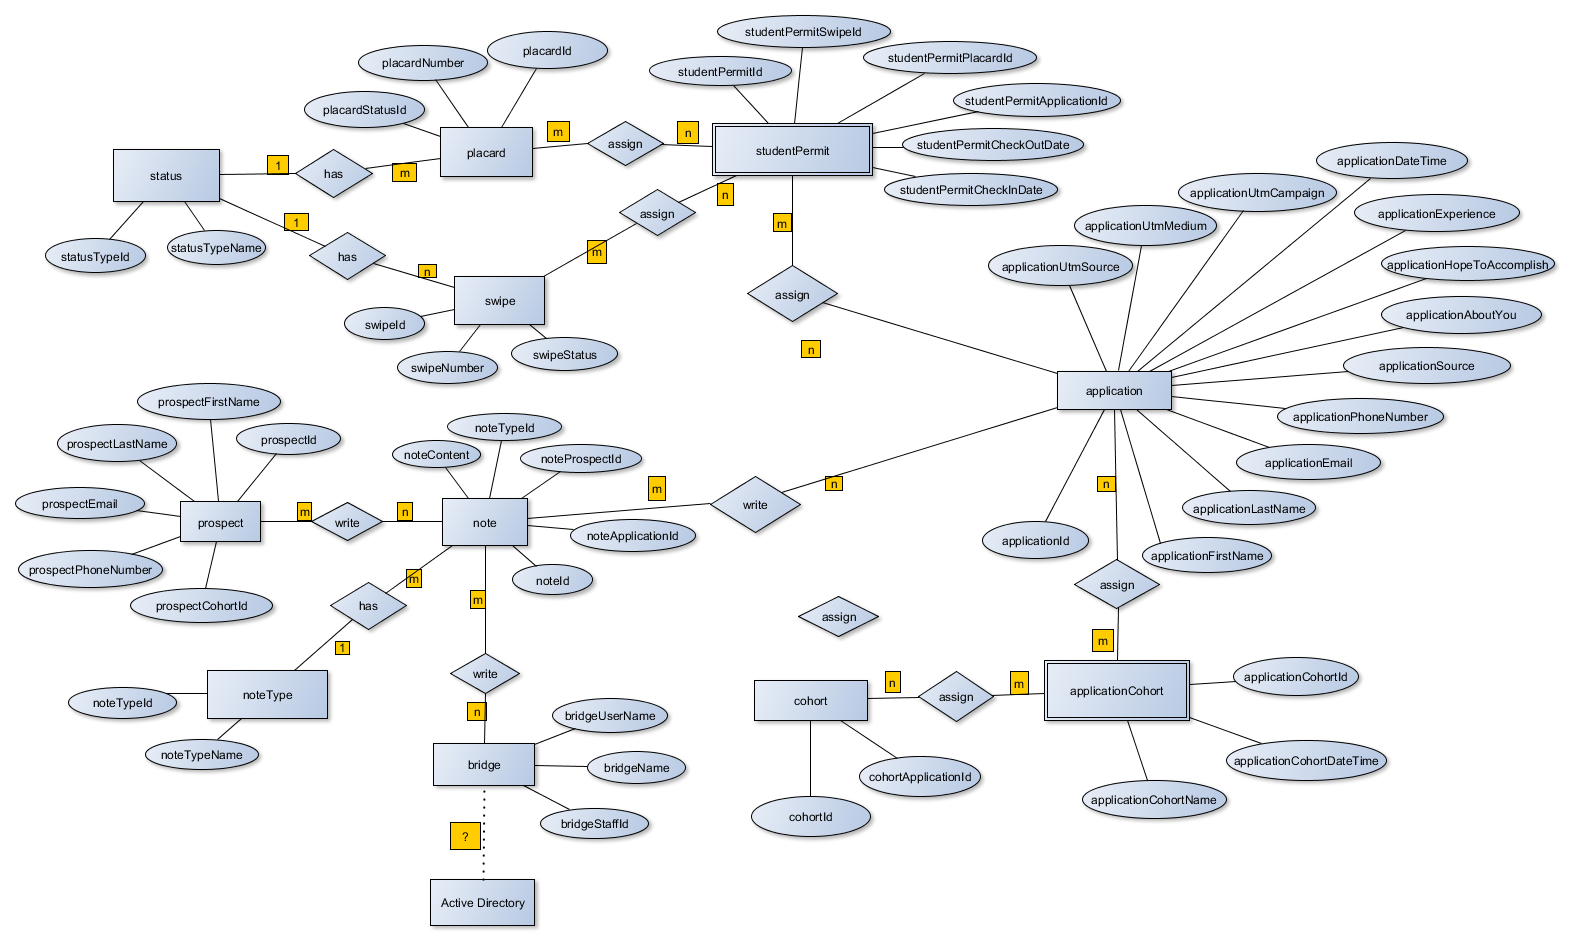 studentPermitSwipeId
placardId
placardNumber
studentPermitPlacardId
studentPermitId
placardStatusId
studentPermitApplicationId
m
n
assign
studentPermitCheckOutDate
placard
studentPermit
applicationDateTime
1
status
has
m
studentPermitCheckInDate
applicationUtmCampaign
n
assign
applicationExperience
1
m
applicationUtmMedium
statusTypeName
statusTypeId
has
m
applicationUtmSource
applicationHopeToAccomplish
n
assign
swipe
applicationAboutYou
swipeId
n
swipeStatus
swipeNumber
applicationSource
application
prospectFirstName
applicationPhoneNumber
noteTypeId
prospectId
prospectLastName
noteContent
noteProspectId
applicationEmail
n
n
m
prospectEmail
write
applicationLastName
m
n
prospect
write
note
noteApplicationId
applicationId
applicationFirstName
prospectPhoneNumber
m
noteId
assign
m
prospectCohortId
has
assign
m
1
write
applicationCohortId
n
m
noteType
assign
applicationCohort
cohort
noteTypeId
n
bridgeUserName
noteTypeName
applicationCohortDateTime
bridge
bridgeName
cohortApplicationId
applicationCohortName
cohortId
bridgeStaffId
?
Active Directory